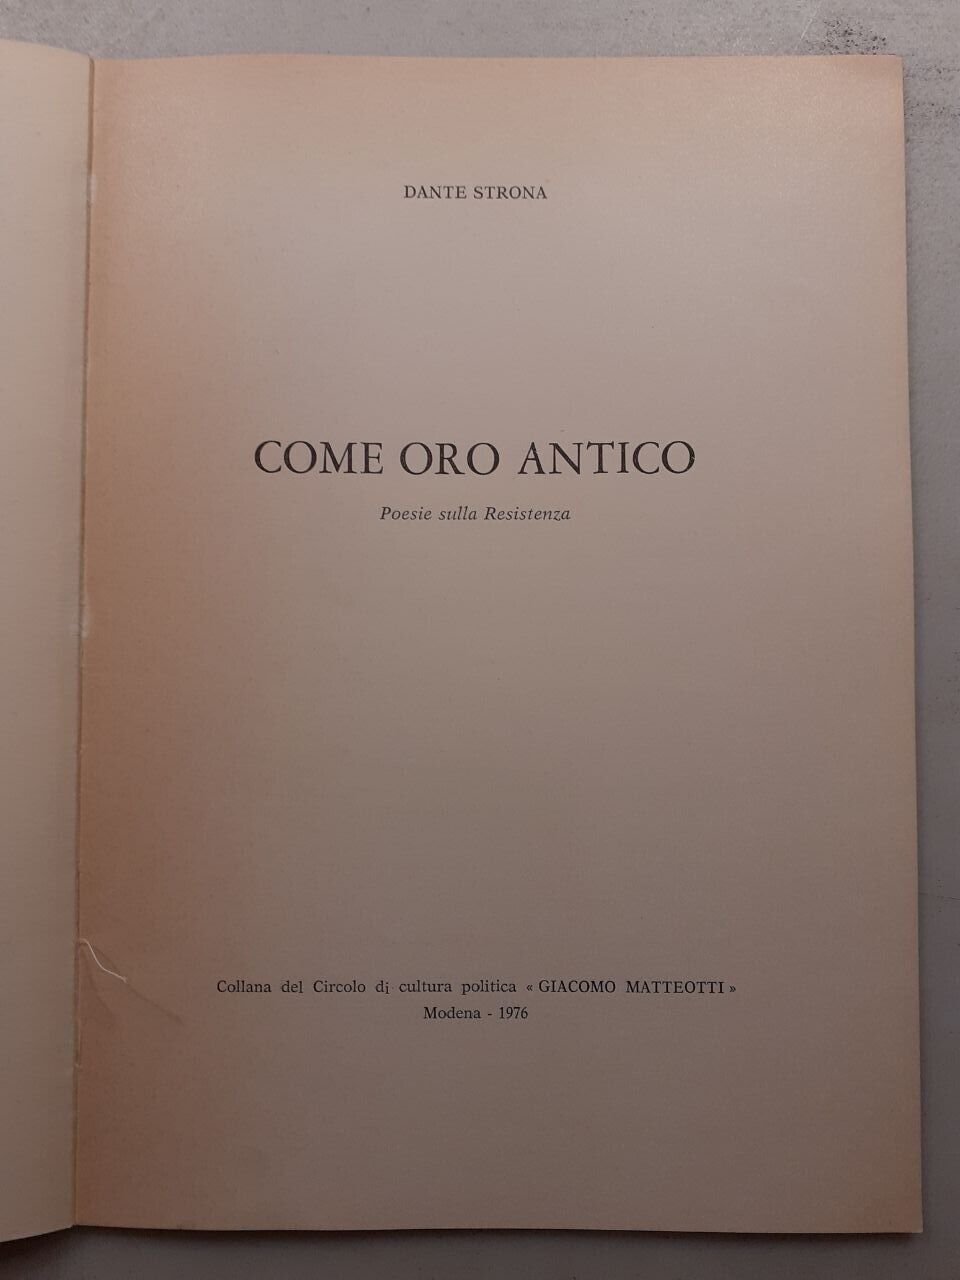 DANTE STRONA
COME ORO ANTICO
Poesie sulla Resistenza
Collana del Circolo di cultura politica « GIACOMO MATTEOTTI »
Modena - 1976